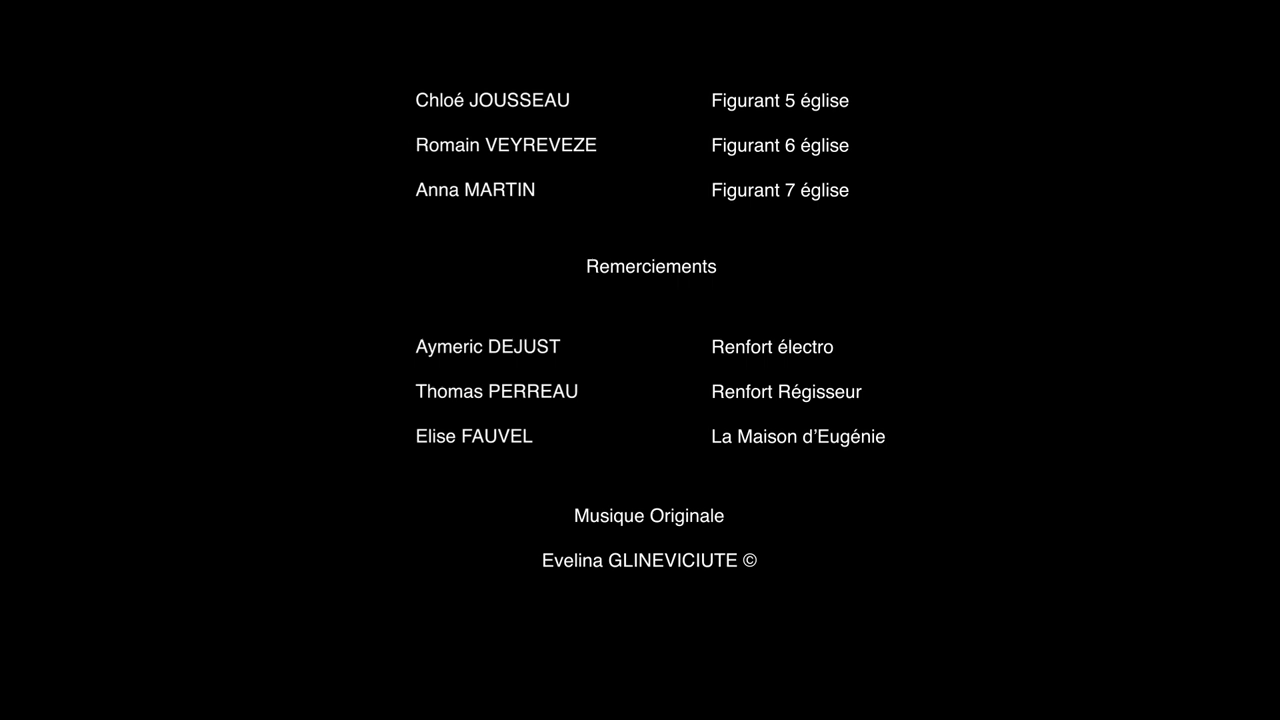 Chloé JOUSSEAU Figurant 5 église
Romain VEYREVEZE Figurant 6 église
Anna MARTIN Figurant 7 église
Remerciements
Aymeric DEJUST Renfort électro
Thomas PERREAU Renfort Régisseur
Elise FAUVEL La Maison d’Eugénie
Musique Originale
Evelina GLINEVICIUTE ©